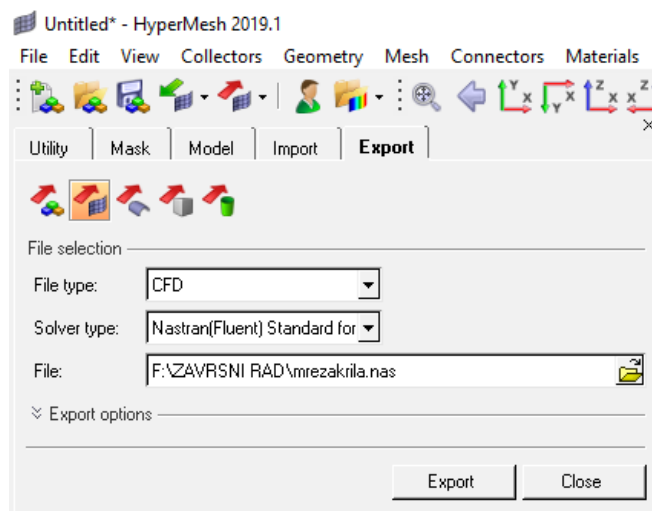 Untitled* - HyperMesh 2019.1
File Edit View Collectors Geometry Mesh Connectors Materials
Utility Mask Model Import Export
File selection
File type: CFD
Solver type: Nastran(Fluent) Standard for
File: F:\ZAVRSNI RAD\mrezakrila.nas
Export options
Export Close